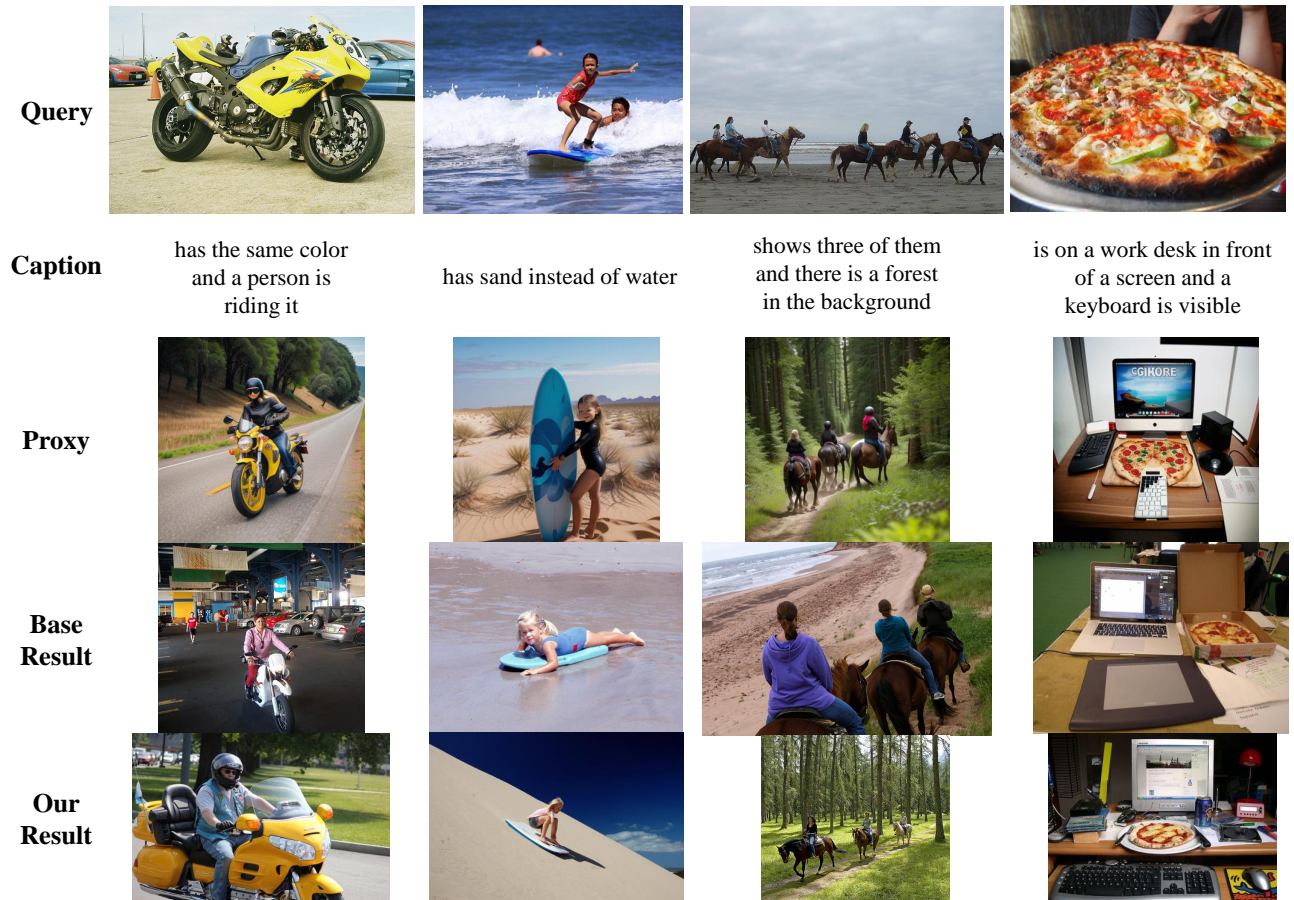 Query
Caption
has the same color
and a person is
riding it
has sand instead of water
shows three of them
and there is a forest
in the background
is on a work desk in front
of a screen and a
keyboard is visible
Proxy
CGIKORE
Base
Result
Our
Result